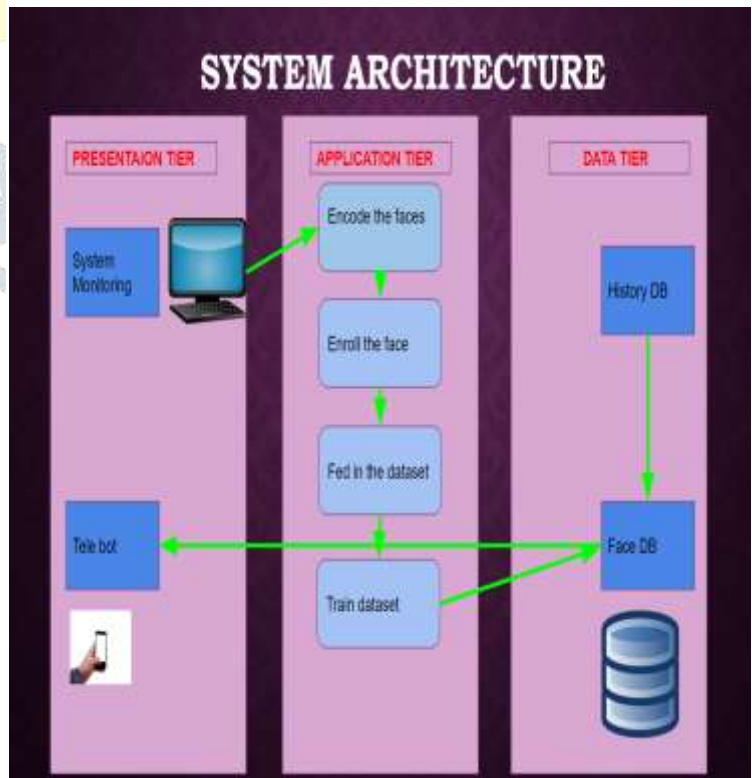 SYSTEM ARCHITECTURE
PRESENTAION TIER
System
Monitoring
Tele bot
APPLICATION TIER
Encode the faces
Enroll the face
Fed in the dataset
Train dataset
DATA TIER
History DB
Face DB